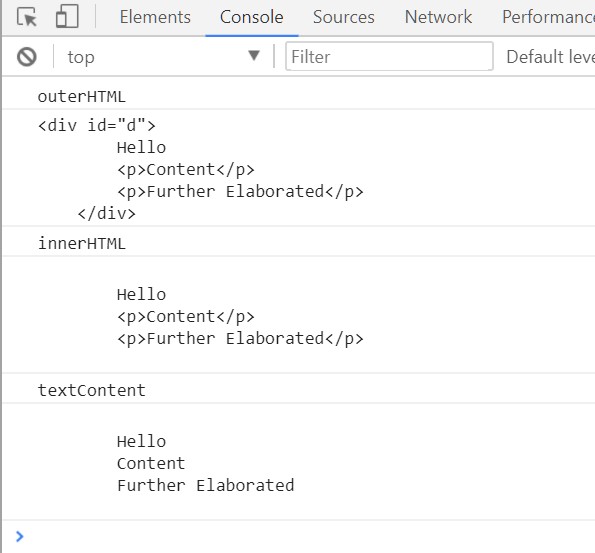 Elements Console Sources Network Performance
top Filter Default leve
outerHTML
<div id="d">
Hello
<p>Content</p>
<p>Further Elaborated</p>
</div>
innerHTML
Hello
<p>Content</p>
<p>Further Elaborated</p>
textContent
Hello
Content
Further Elaborated